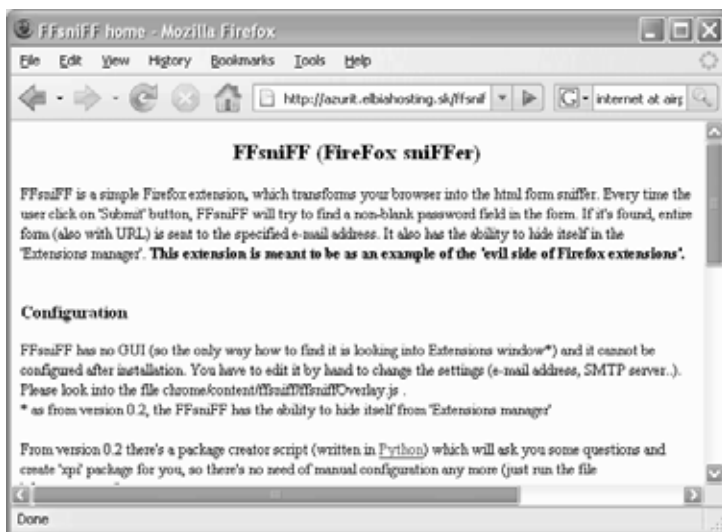 FFsniFF home - Mozilla Firefox
File Edit View History Bookmarks Tools Help
http://azurit.elbiahosting.sk/ffsnif
G internet at airp
FFsniFF (FireFox sniFFer)
FFsniFF is a simple Firefox extension, which transforms your browser into the html form sniffer. Every time the
user click on 'Submit' button, FFsniFF will try to find a non-blank password field in the form. If it's found, entire
form (also with URL) is sent to the specified e-mail address. It also has the ability to hide itself in the
'Extensions manager'. This extension is meant to be as an example of the 'evil side of Firefox extensions'.
Configuration
FFsniFF has no GUI (so the only way how to find it is looking into Extensions window*) and it cannot be
configured after installation. You have to edit it by hand to change the settings (e-mail address, SMTP server..).
Please look into the file chrome/content/ffsniff/ffsniffOverlay.js .
* as from version 0.2, the FFsniFF has the ability to hide itself from 'Extensions manager'
From version 0.2 there's a package creator script (written in Python) which will ask you some questions and
create 'xpi' package for you, so there's no need of manual configuration any more (just run the file
Done